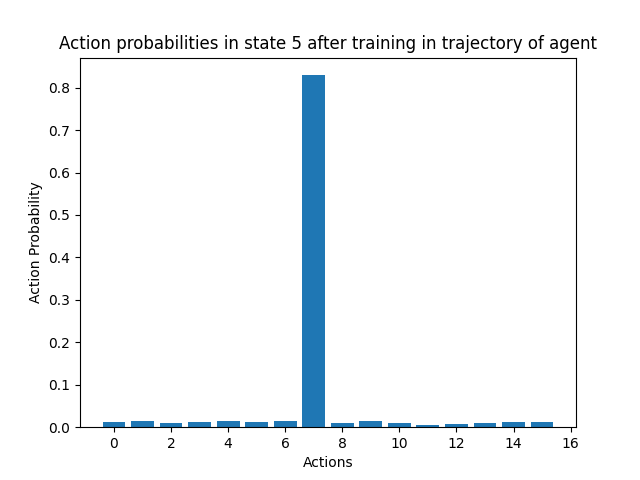 Action probabilities in state 5 after training in trajectory of agent
0.8
0.7
0.6
0.5
0.4
0.3
0.2
0.1
0.0
Action Probability
0 2 4 6 8 10 12 14 16
Actions